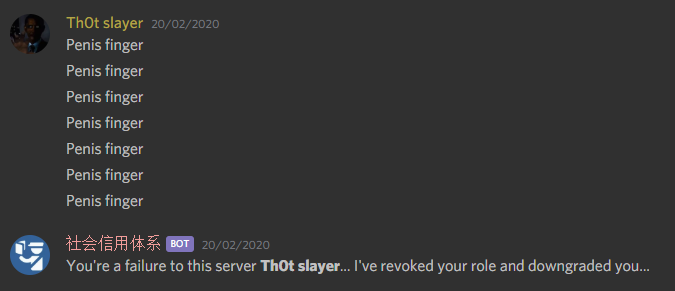 Th0t slayer 20/02/2020
Penis finger
Penis finger
Penis finger
Penis finger
Penis finger
Penis finger
Penis finger
社会信用体系 BOT 20/02/2020
You're a failure to this server Th0t slayer... I've revoked your role and downgraded you...